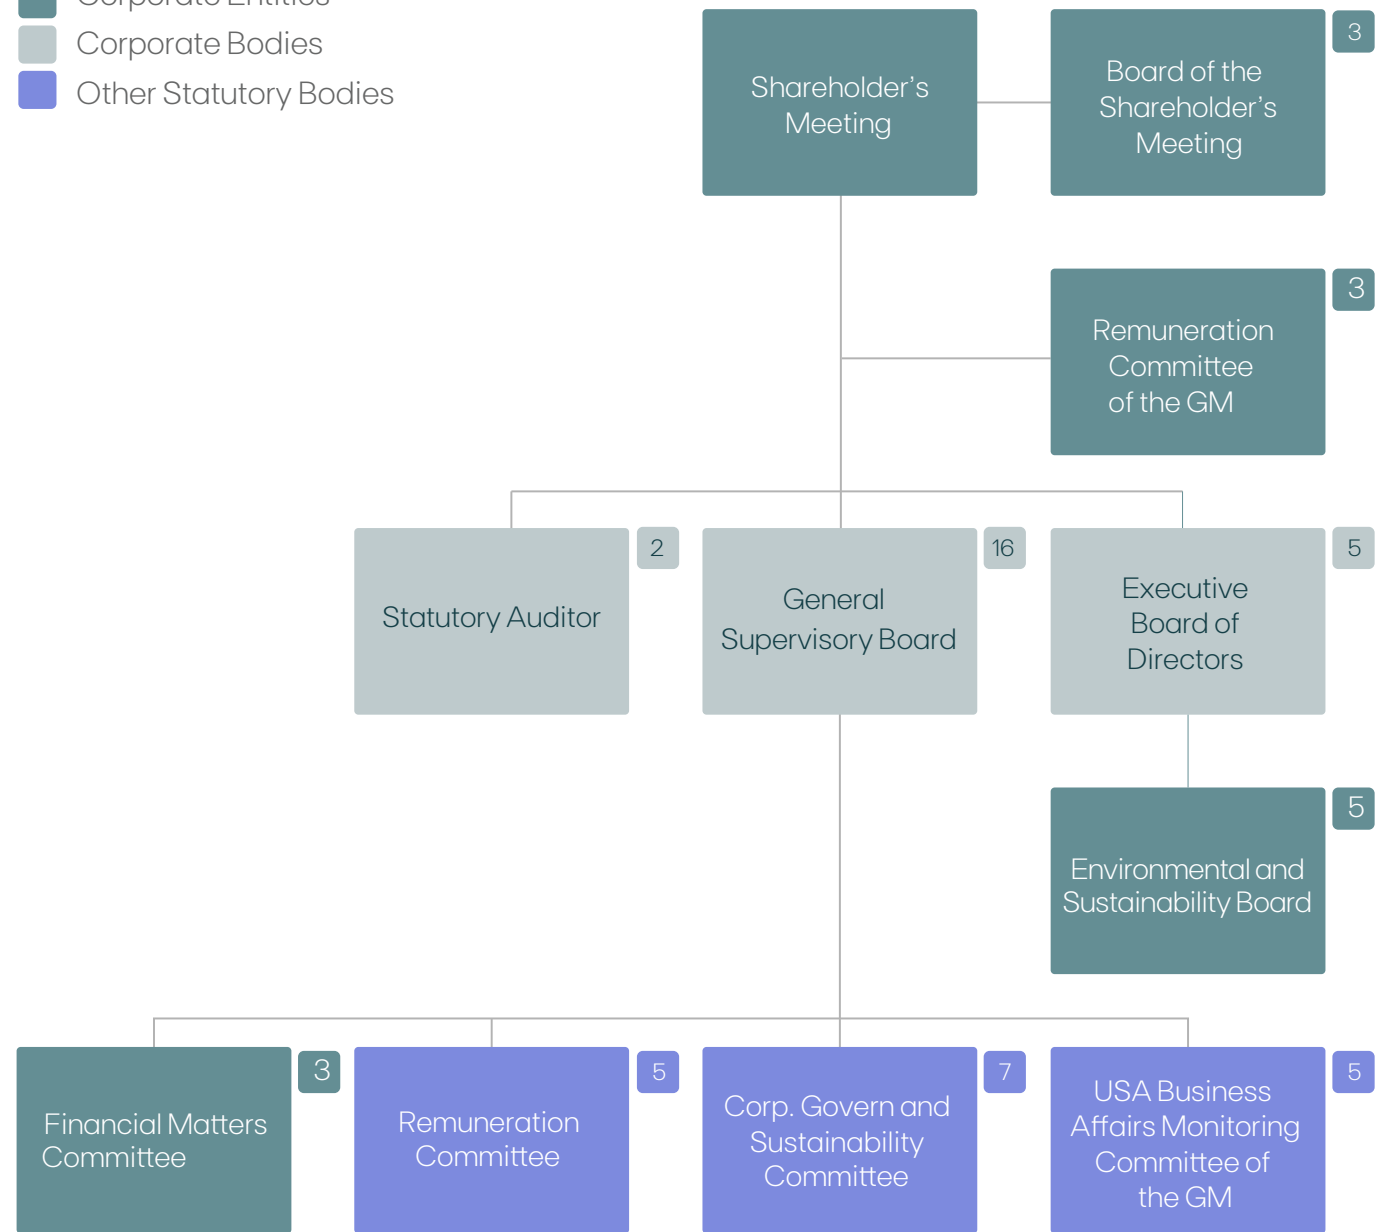 Corporate Entities
Corporate Bodies
Other Statutory Bodies
Shareholder’s
Meeting
Board of the
Shareholder’s
Meeting
3
Remuneration
Committee
of the GM
3
Statutory Auditor
2
General
Supervisory Board
16
Executive
Board of
Directors
5
Environmental and
Sustainability Board
5
Financial Matters
Committee
3
Remuneration
Committee
5
Corp. Govern and
Sustainability
Committee
7
USA Business
Affairs Monitoring
Committee of
the GM
5